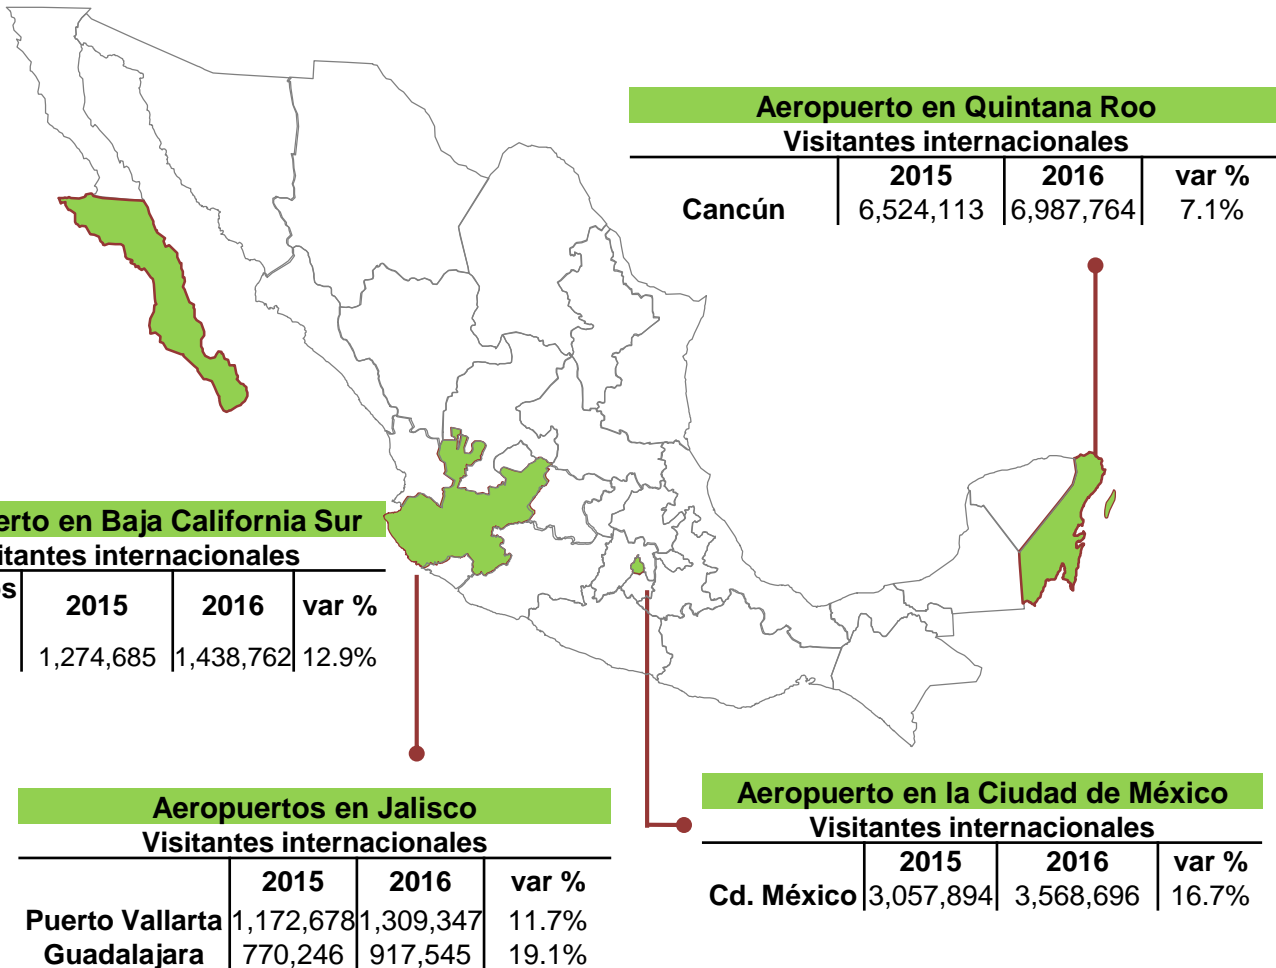 Aeropuerto en Quintana Roo
Visitantes internacionales
2015 2016 var %
Cancún 6,524,113 6,987,764 7.1%
en Baja California Sur
internacionales
2015 2016 var %
1,274,685 1,438,762 12.9%
Aeropuertos en Jalisco
Visitantes internacionales
2015 2016 var %
Puerto Vallarta 1,172,678 1,309,347 11.7%
Guadalajara 770,246 917,545 19.1%
Aeropuerto en la Ciudad de México
Visitantes internacionales
2015 2016 var %
Cd. México 3,057,894 3,568,696 16.7%